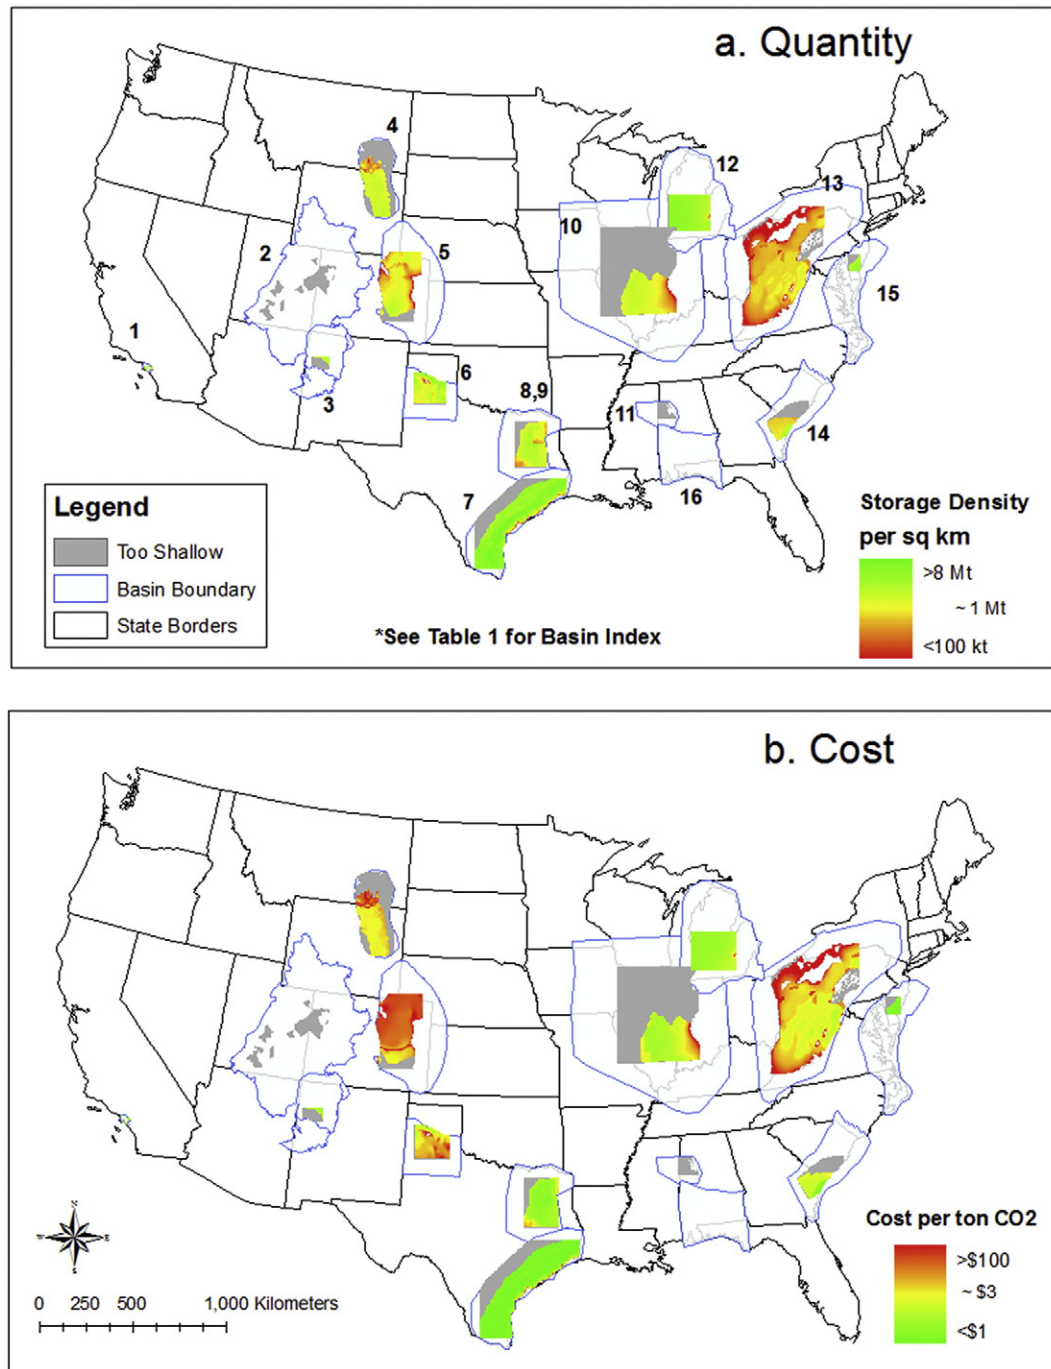 a. Quantity
4
12
13
10
2
5
15
1
6
8,9
3
11
14
7
16
Legend
Too Shallow
Basin Boundary
State Borders
*See Table 1 for Basin Index
Storage Density
per sq km
>8 Mt
~ 1 Mt
<100 kt
b. Cost
N
W E
S
0 250 500 1,000 Kilometers
Cost per ton CO2
>$100
~ $3
<$1